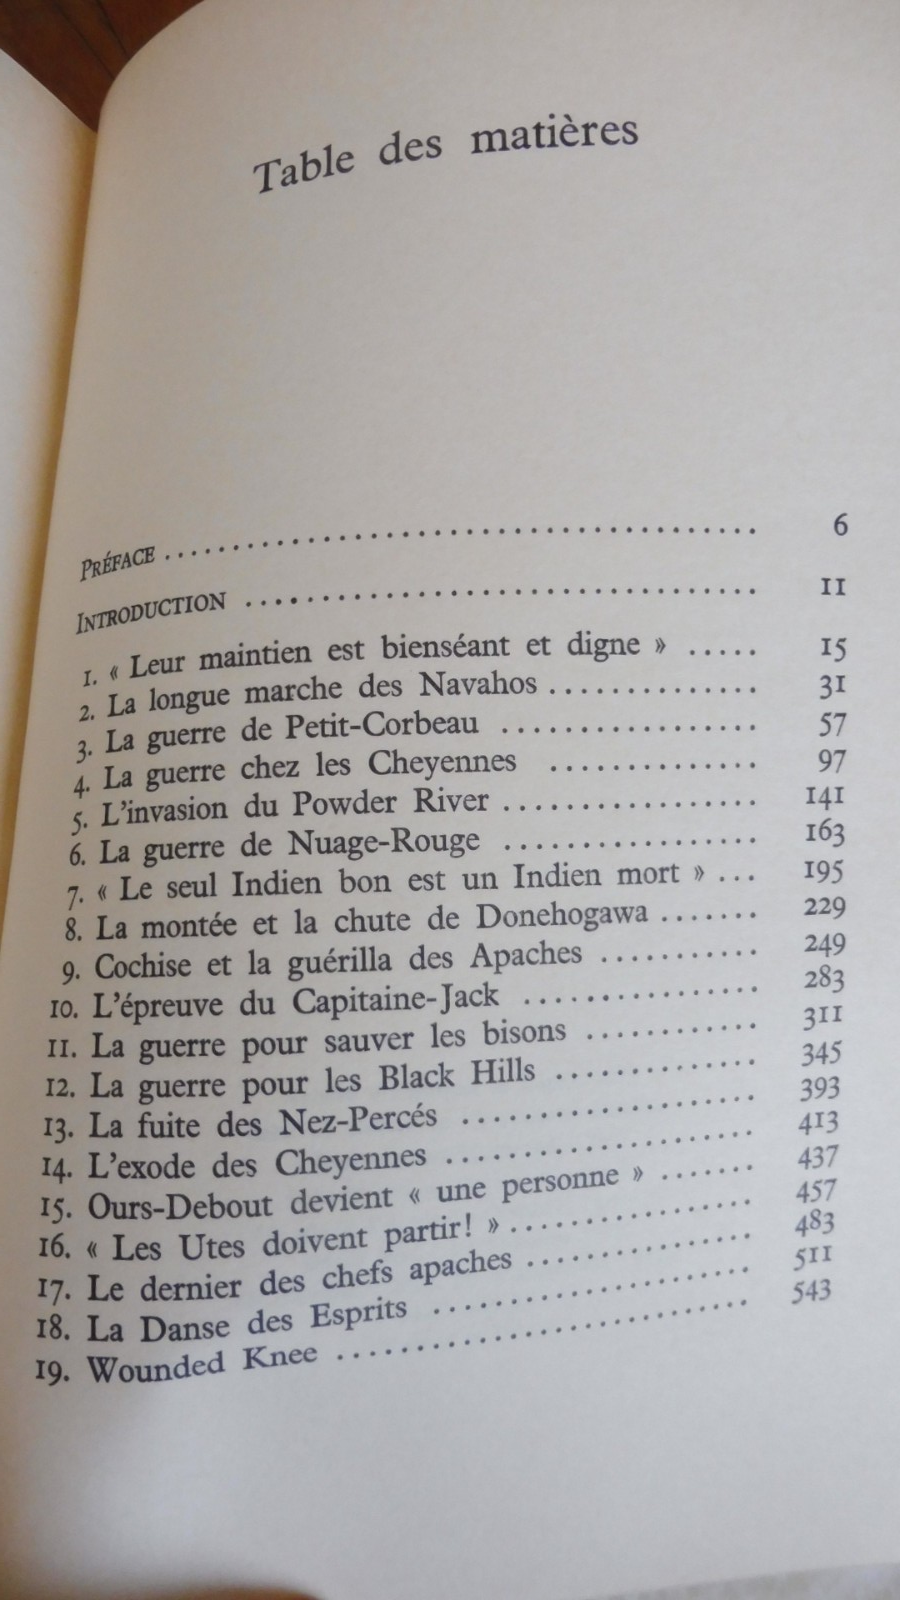 Table des matières
PRÉFACE ........................................ 6
INTRODUCTION .................................. 11
1. « Leur maintien est bienséant et digne » ..... 15
2. La longue marche des Navahos .............. 31
3. La guerre de Petit-Corbeau ................. 57
4. La guerre chez les Cheyennes .............. 97
5. L'invasion du Powder River ................. 141
6. La guerre de Nuage-Rouge ................. 163
7. « Le seul Indien bon est un Indien mort » ... 195
8. La montée et la chute de Donehogawa ....... 229
9. Cochise et la guérilla des Apaches ........... 249
10. L'épreuve du Capitaine-Jack ................ 283
11. La guerre pour sauver les bisons ............ 311
12. La guerre pour les Black Hills .............. 345
13. La fuite des Nez-Percés .................... 393
14. L'exode des Cheyennes ..................... 413
15. Ours-Debout devient « une personne » ....... 437
16. « Les Utes doivent partir! » ................. 457
17. Le dernier des chefs apaches ................ 483
18. La Danse des Esprits ....................... 511
19. Wounded Knee .............................. 543